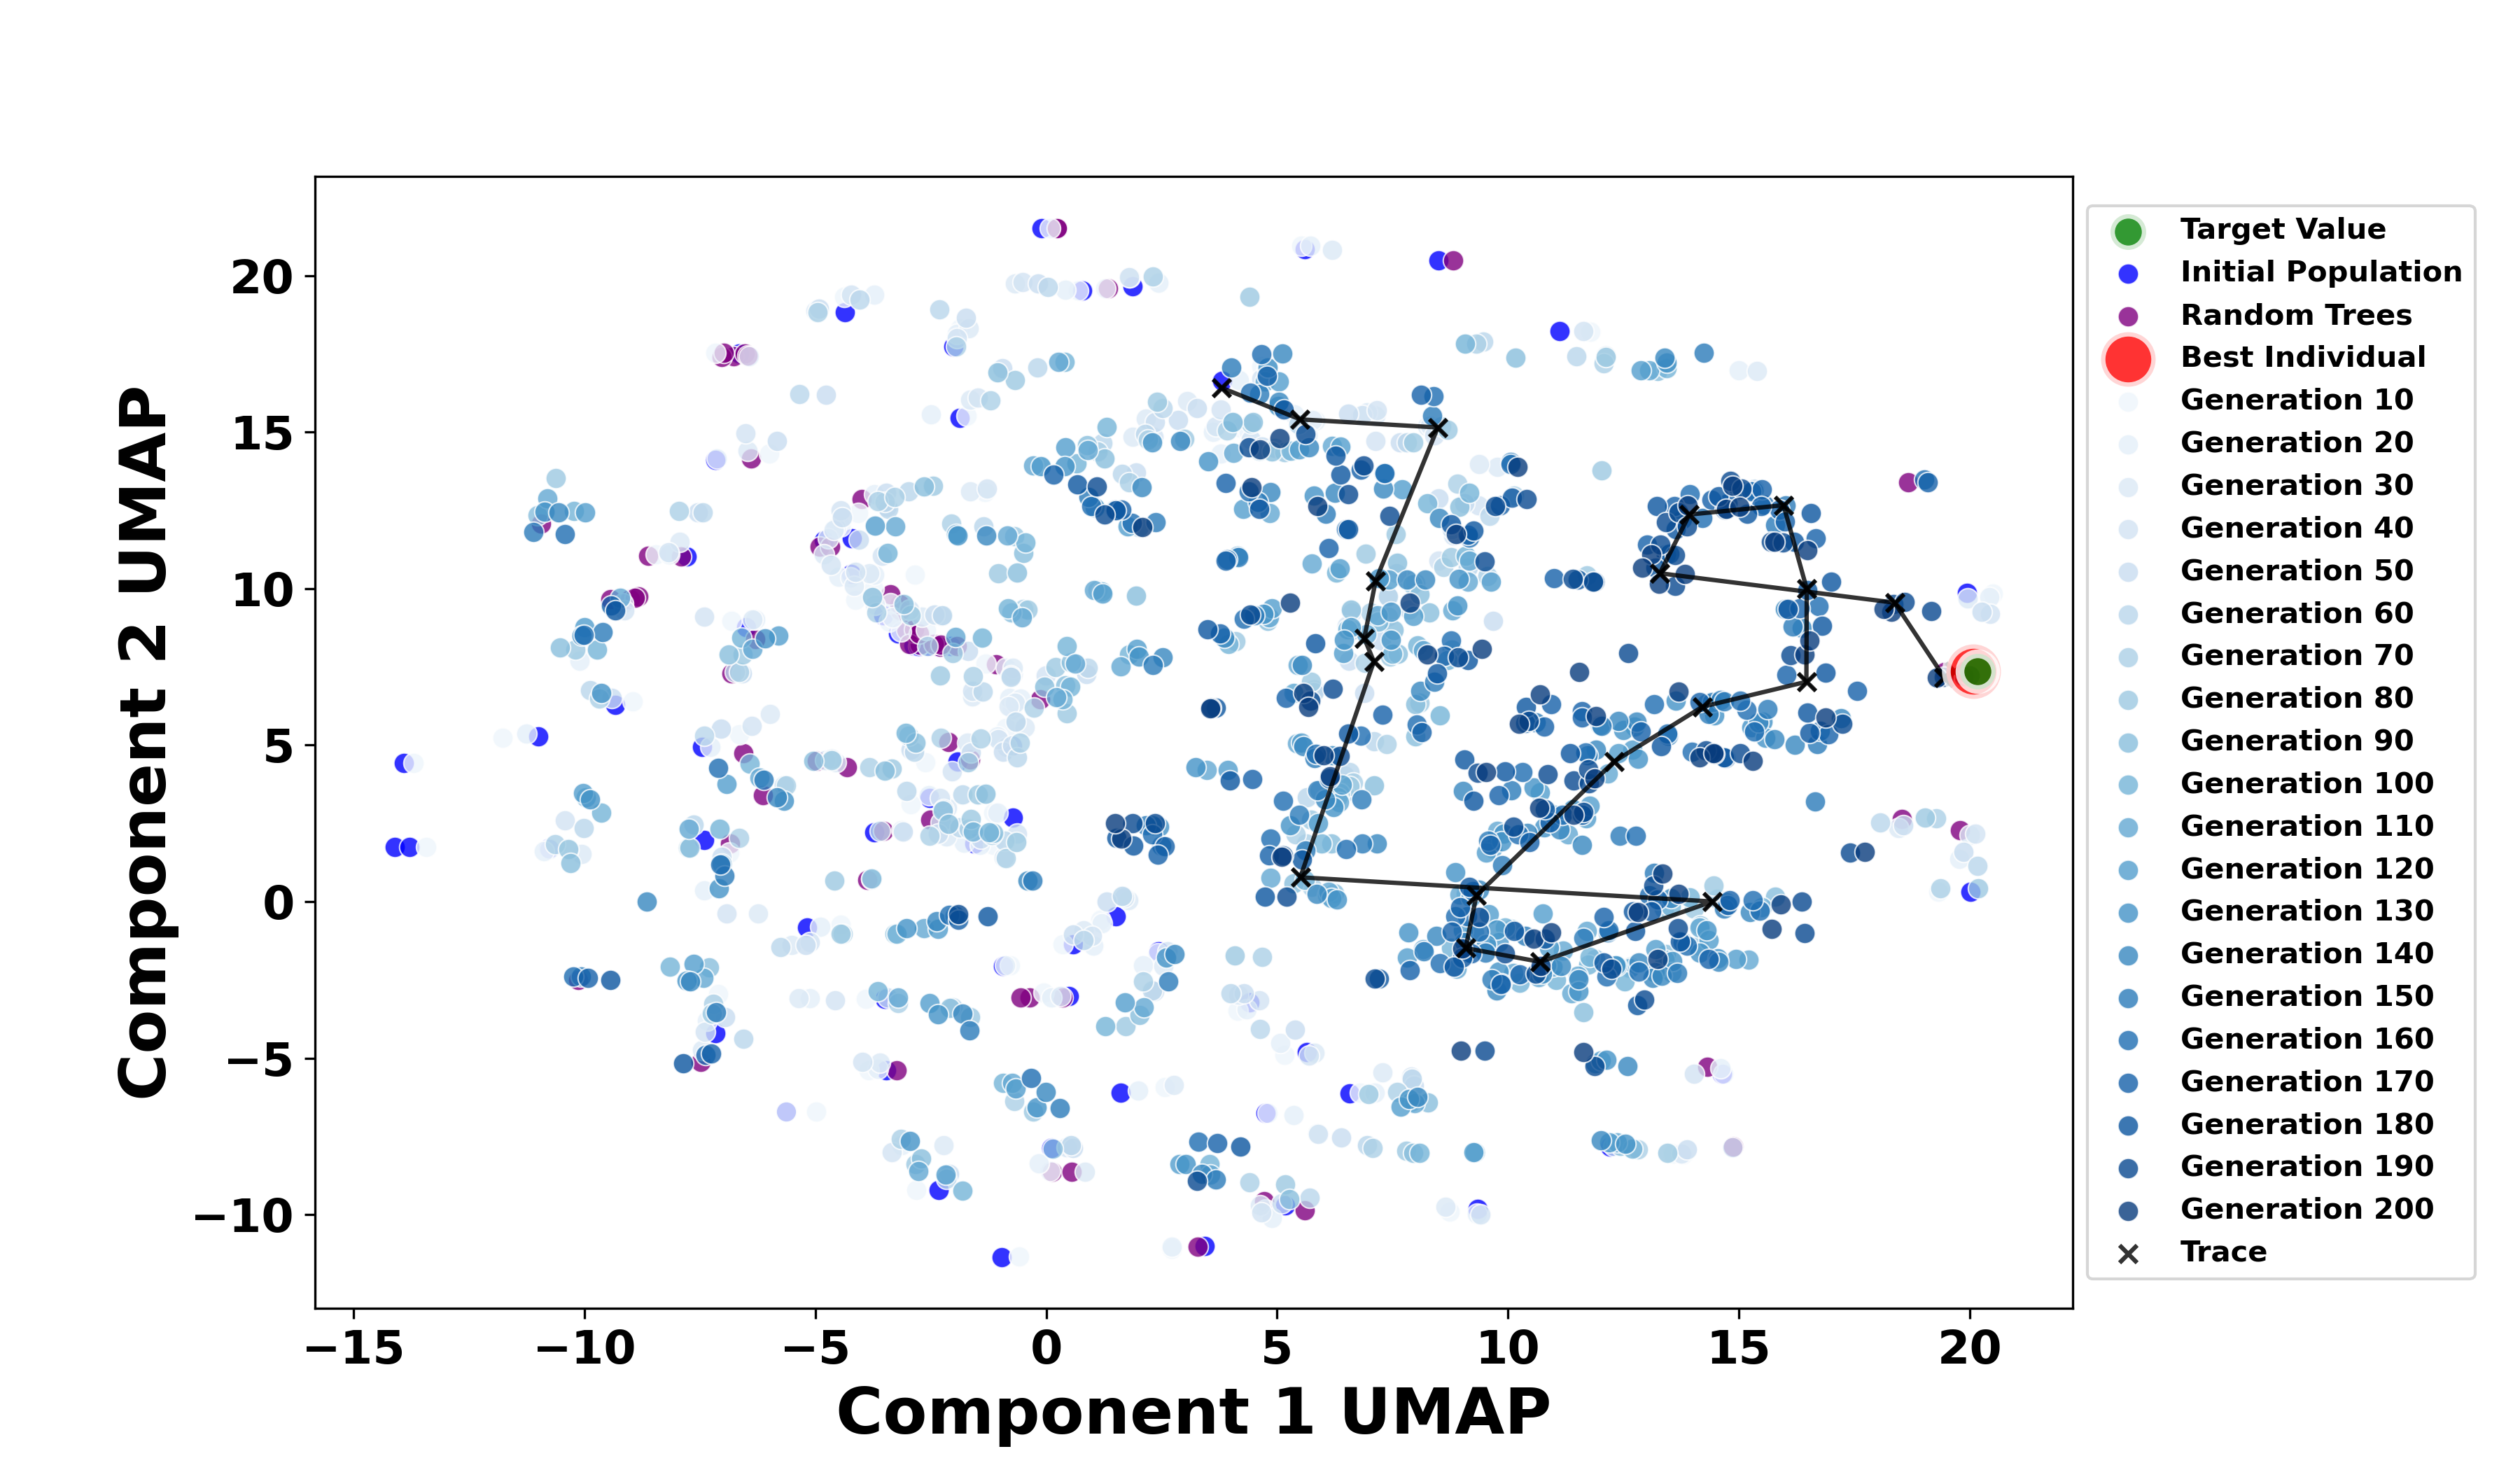 20
15
10
5
0
−5
−10
Component 2 UMAP
−15
−10
−5
0
5
10
15
20
Component 1 UMAP
Target Value
Initial Population
Random Trees
Best Individual
Generation 10
Generation 20
Generation 30
Generation 40
Generation 50
Generation 60
Generation 70
Generation 80
Generation 90
Generation 100
Generation 110
Generation 120
Generation 130
Generation 140
Generation 150
Generation 160
Generation 170
Generation 180
Generation 190
Generation 200
Trace